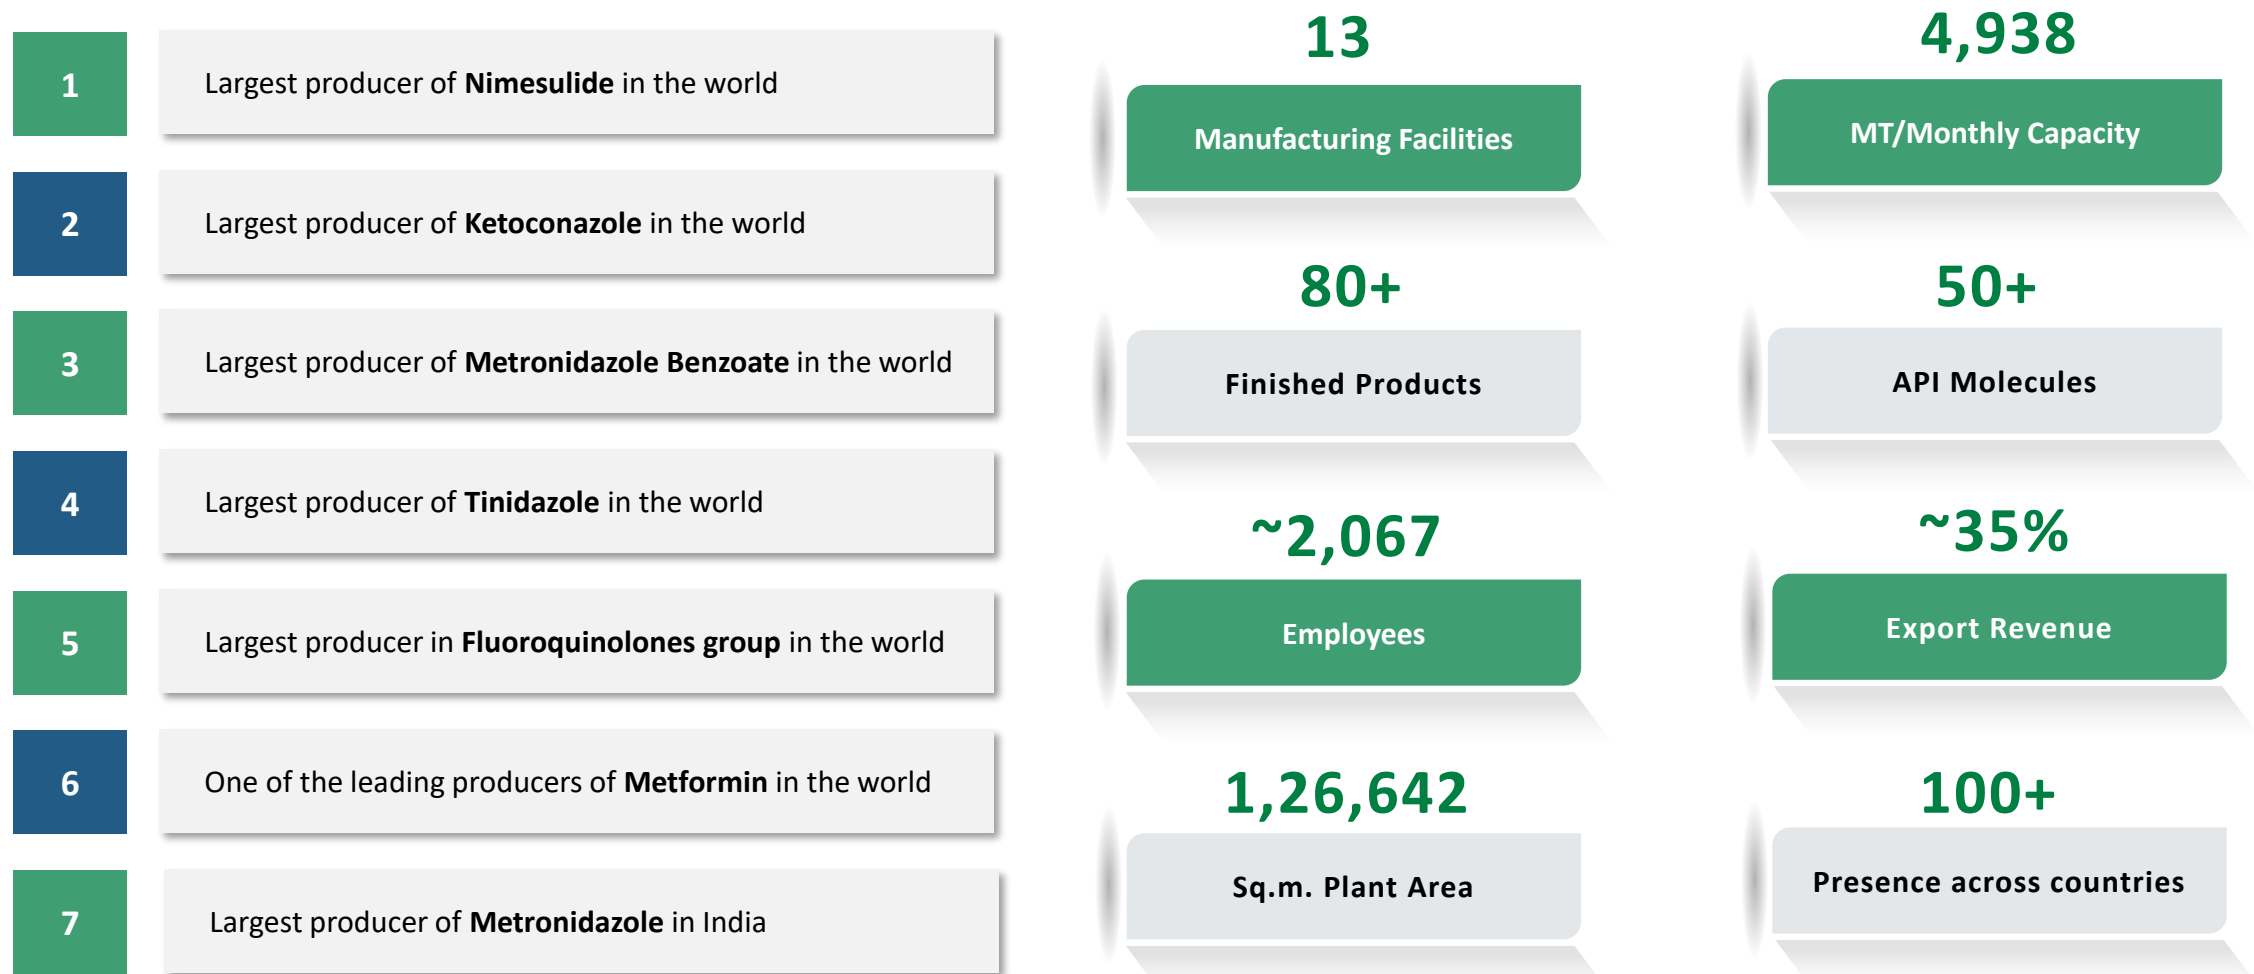 1
Largest producer of Nimesulide in the world
2
Largest producer of Ketoconazole in the world
3
Largest producer of Metronidazole Benzoate in the world
4
Largest producer of Tinidazole in the world
5
Largest producer in Fluoroquinolones group in the world
6
One of the leading producers of Metformin in the world
7
Largest producer of Metronidazole in India
13
Manufacturing Facilities
4,938
MT/Monthly Capacity
80+
Finished Products
50+
API Molecules
~2,067
Employees
~35%
Export Revenue
1,26,642
Sq.m. Plant Area
100+
Presence across countries